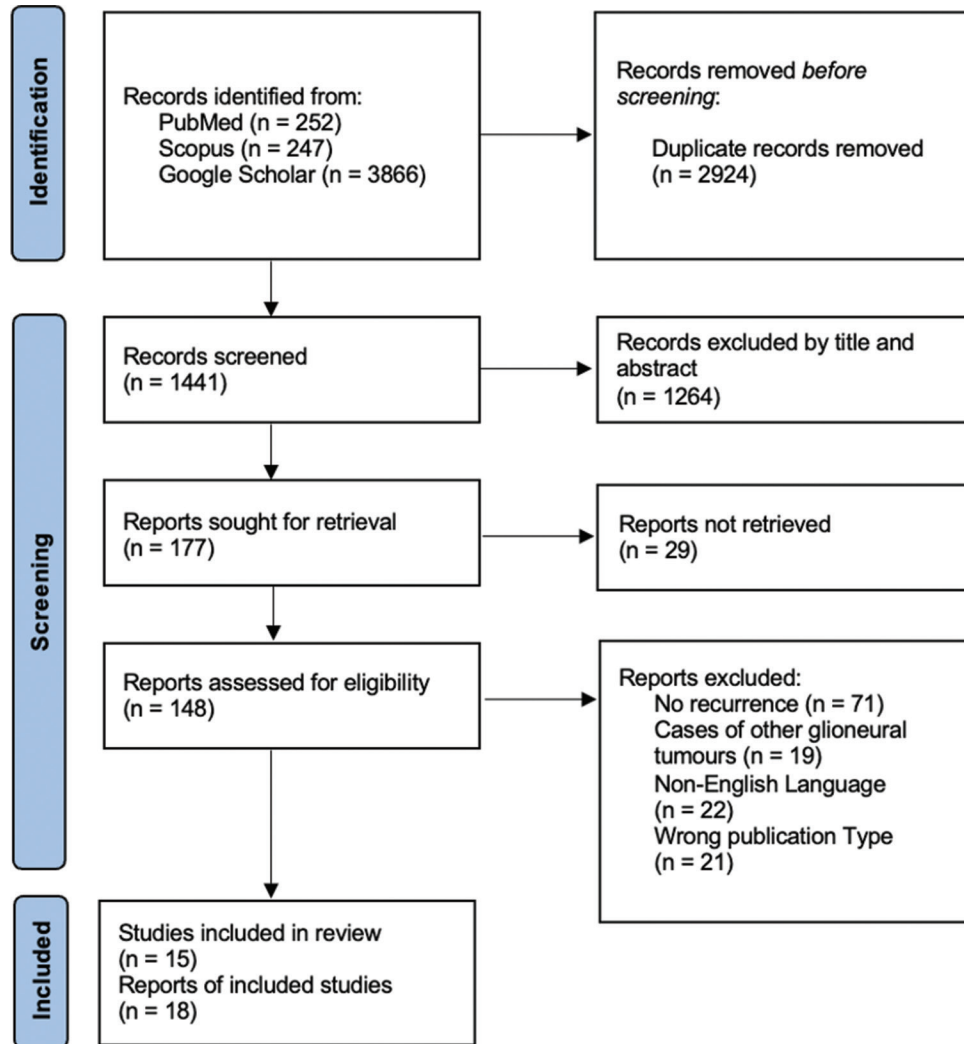 Identification
Records identified from:
PubMed (n = 252)
Scopus (n = 247)
Google Scholar (n = 3866)
Records removed before
screening:
Duplicate records removed
(n = 2924)
Screening
Records screened
(n = 1441)
Records excluded by title and
abstract
(n = 1264)
Reports sought for retrieval
(n = 177)
Reports not retrieved
(n = 29)
Reports assessed for eligibility
(n = 148)
Reports excluded:
No recurrence (n = 71)
Cases of other glioneural
tumours (n = 19)
Non-English Language
(n = 22)
Wrong publication Type
(n = 21)
Included
Studies included in review
(n = 15)
Reports of included studies
(n = 18)